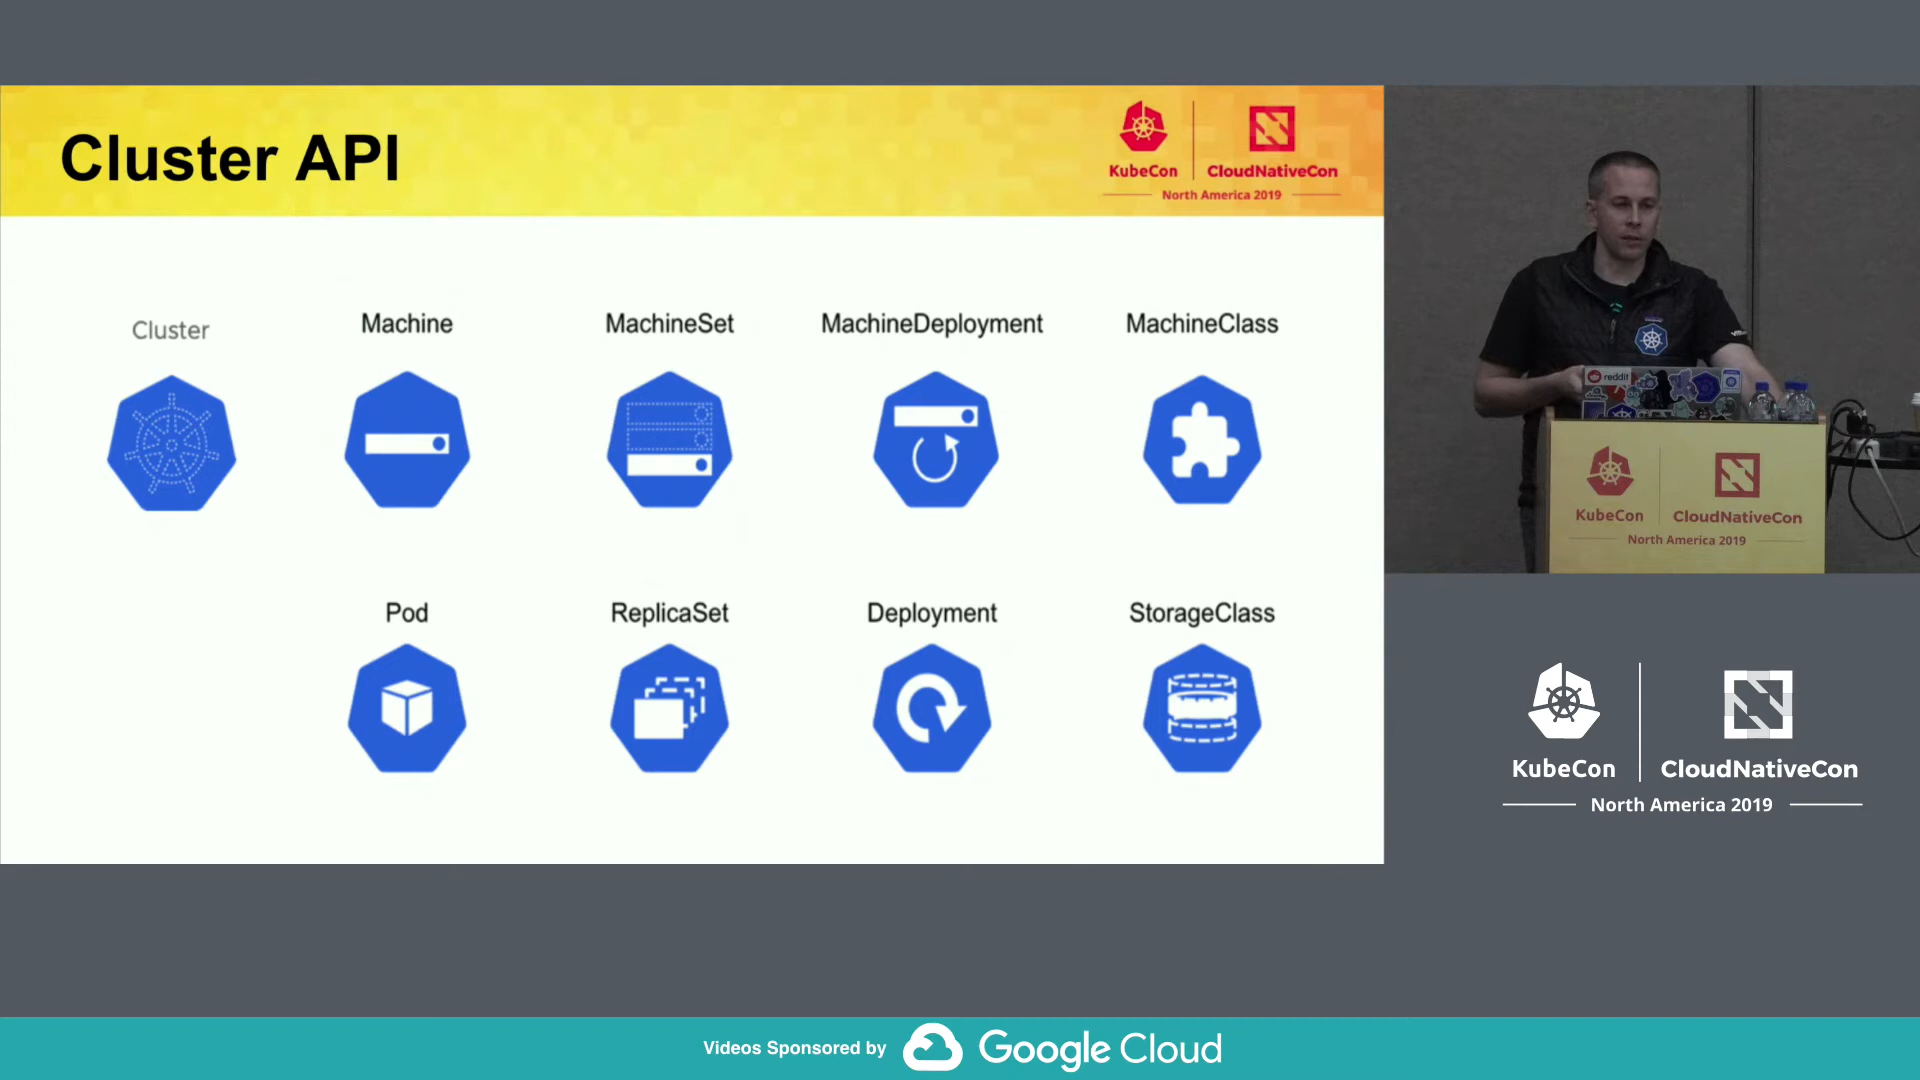 Cluster API
KubeCon
CloudNativeCon
North America 2019
Cluster
Machine
MachineSet
MachineDeployment
MachineClass
Pod
ReplicaSet
Deployment
StorageClass
reddit
KubeCon
CloudNativeCon
North America 2019
KubeCon
CloudNativeCon
North America 2019
Videos Sponsored by
Google Cloud